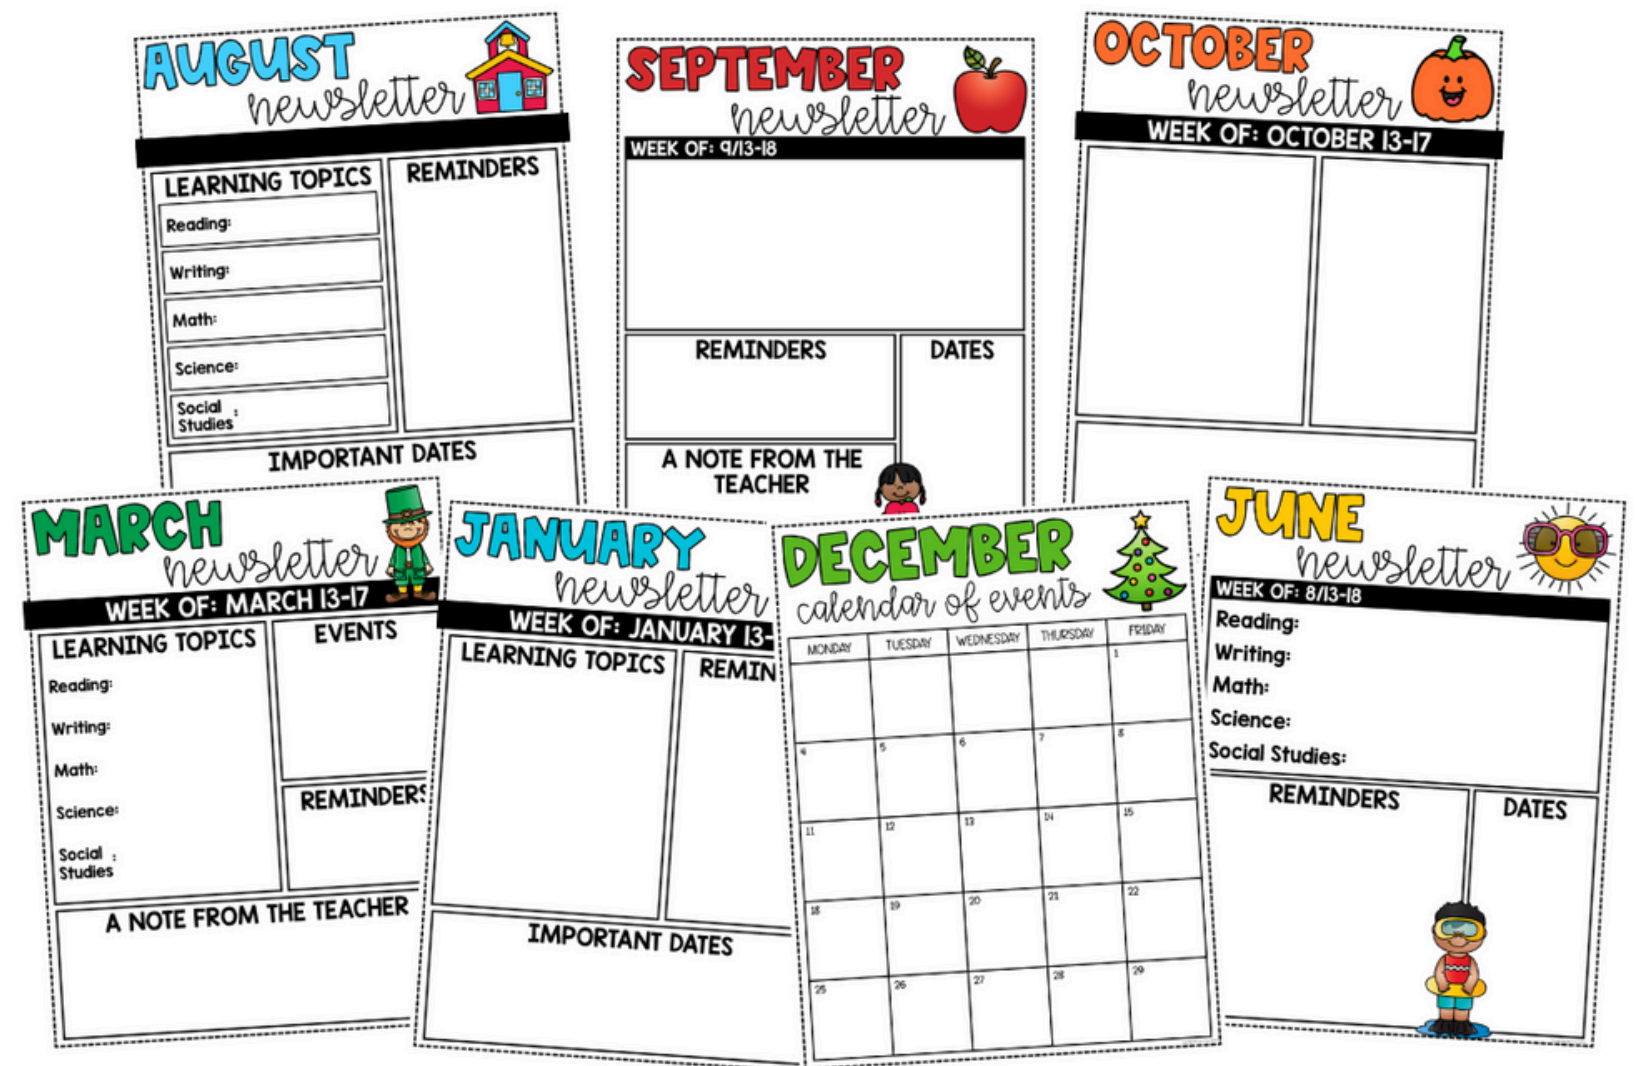 AUGUST
newsletter
LEARNING TOPICS
Reading:
Writing:
Math:
Science:
Social
Studies :
REMINDERS
IMPORTANT DATES
SEPTEMBER
newsletter
WEEK OF: 9/13-18
REMINDERS
DATES
A NOTE FROM THE
TEACHER
OCTOBER
newsletter
WEEK OF: OCTOBER 13-17
MARCH
newsletter
WEEK OF: MARCH 13-17
LEARNING TOPICS
Reading:
Writing:
Math:
Science:
Social
Studies :
EVENTS
REMINDERS
A NOTE FROM THE TEACHER
JANUARY
newsletter
WEEK OF: JANUARY 13-
LEARNING TOPICS
REMIN
IMPORTANT DATES
DECEMBER
calendar of events
MONDAY TUESDAY WEDNESDAY THURSDAY FRIDAY
1
4 5 6 7 8
11 12 13 14 15
18 19 20 21 22
25 26 27 28 29
JUNE
newsletter
WEEK OF: 8/13-18
Reading:
Writing:
Math:
Science:
Social Studies:
REMINDERS
DATES